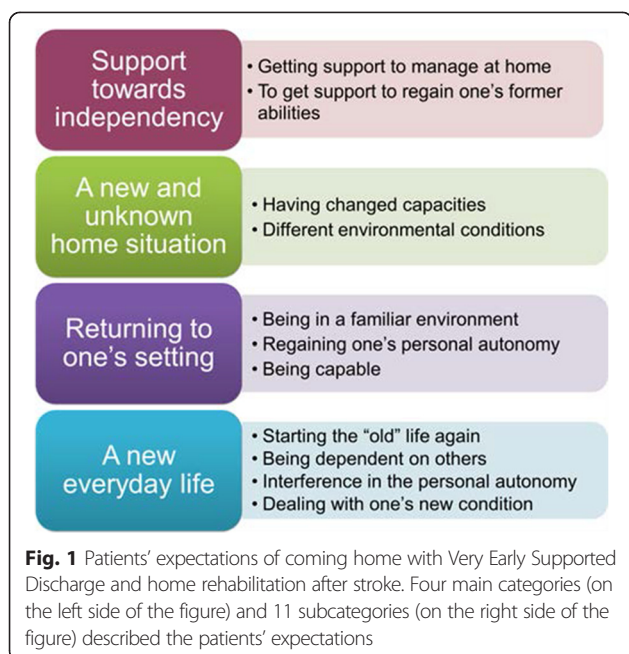 Support
towards
independency
• Getting support to manage at home
• To get support to regain one's former
abilities
A new and
unknown
home situation
• Having changed capacities
• Different environmental conditions
Returning to
one's setting
• Being in a familiar environment
• Regaining one's personal autonomy
• Being capable
A new
everyday life
• Starting the "old" life again
• Being dependent on others
• Interference in the personal autonomy
• Dealing with one's new condition
Fig. 1 Patients' expectations of coming home with Very Early Supported
Discharge and home rehabilitation after stroke. Four main categories (on
the left side of the figure) and 11 subcategories (on the right side of the
figure) described the patients' expectations